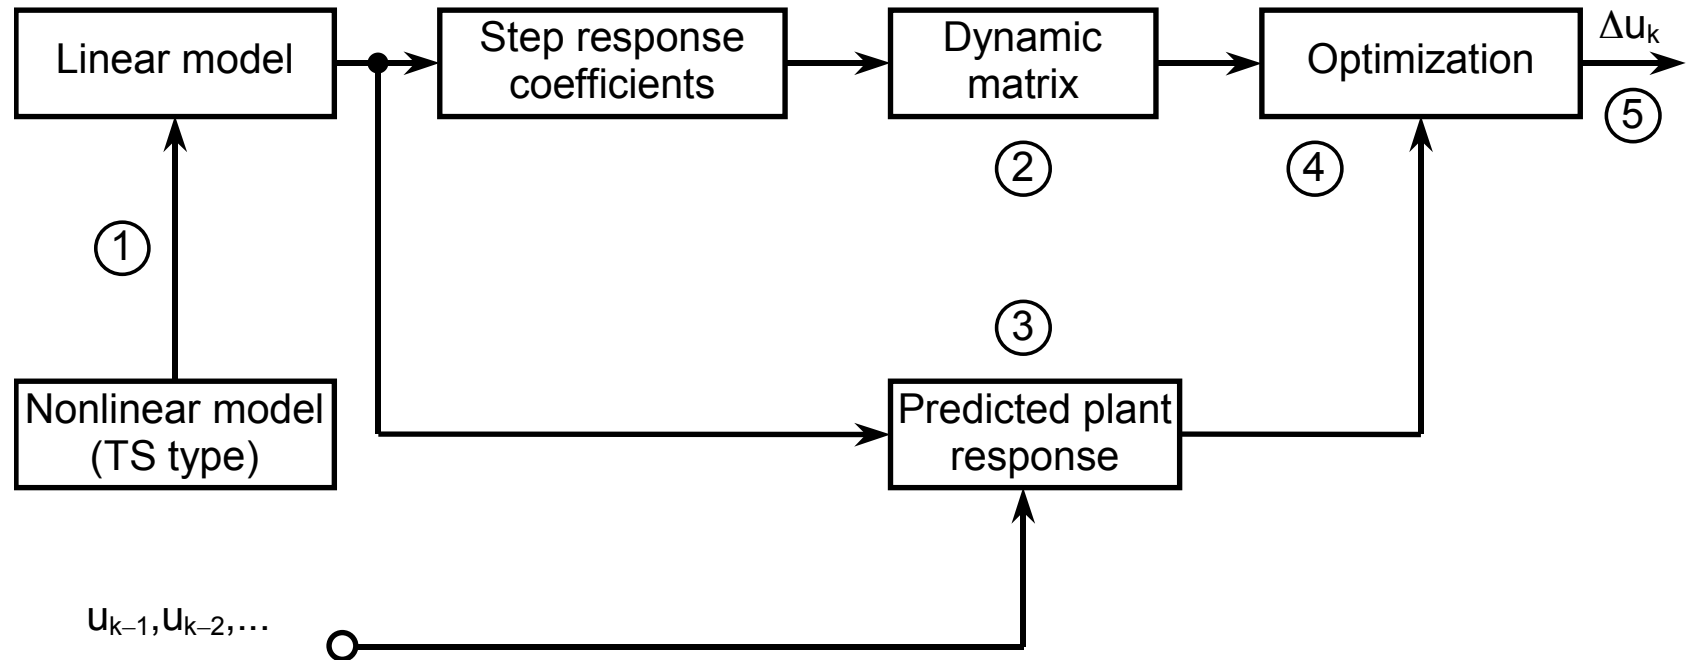 Linear model
Step response
coefficients
Dynamic
matrix
Optimization
Δuk
5
2
4
1
3
Nonlinear model
(TS type)
Predicted plant
response
uk–1,uk–2,...